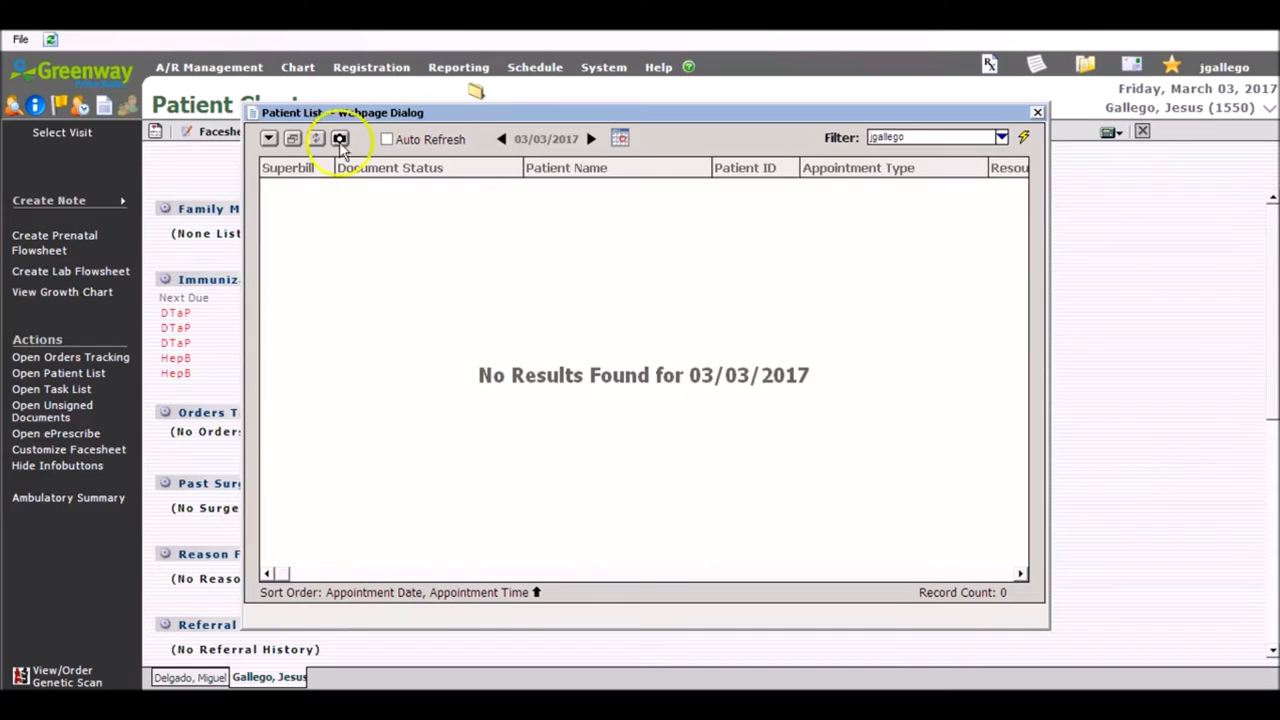 File
Greenway
A/R Management Chart Registration Reporting Schedule System Help
jgallego
Friday, March 03, 2017
Gallego, Jesus (1550)
Patient
Select Visit
Facesh
Patient List -- Webpage Dialog
Auto Refresh
03/03/2017
Filter: jgallego
Superbill Document Status Patient Name Patient ID Appointment Type Resou
No Results Found for 03/03/2017
Sort Order: Appointment Date, Appointment Time
Record Count: 0
Create Note
Create Prenatal
Flowsheet
Create Lab Flowsheet
View Growth Chart
Actions
Open Orders Tracking
Open Patient List
Open Task List
Open Unsigned
Documents
Open ePrescribe
Customize Facesheet
Hide Infobuttons
Ambulatory Summary
View/Order
Genetic Scan
Family M
(None List
Immuniz
Next Due
DTaP
DTaP
DTaP
HepB
HepB
Orders T
(No Order
Past Sur
(No Surge
Reason F
(No Reaso
Referral
(No Referral History)
Delgado, Miguel Gallego, Jesus